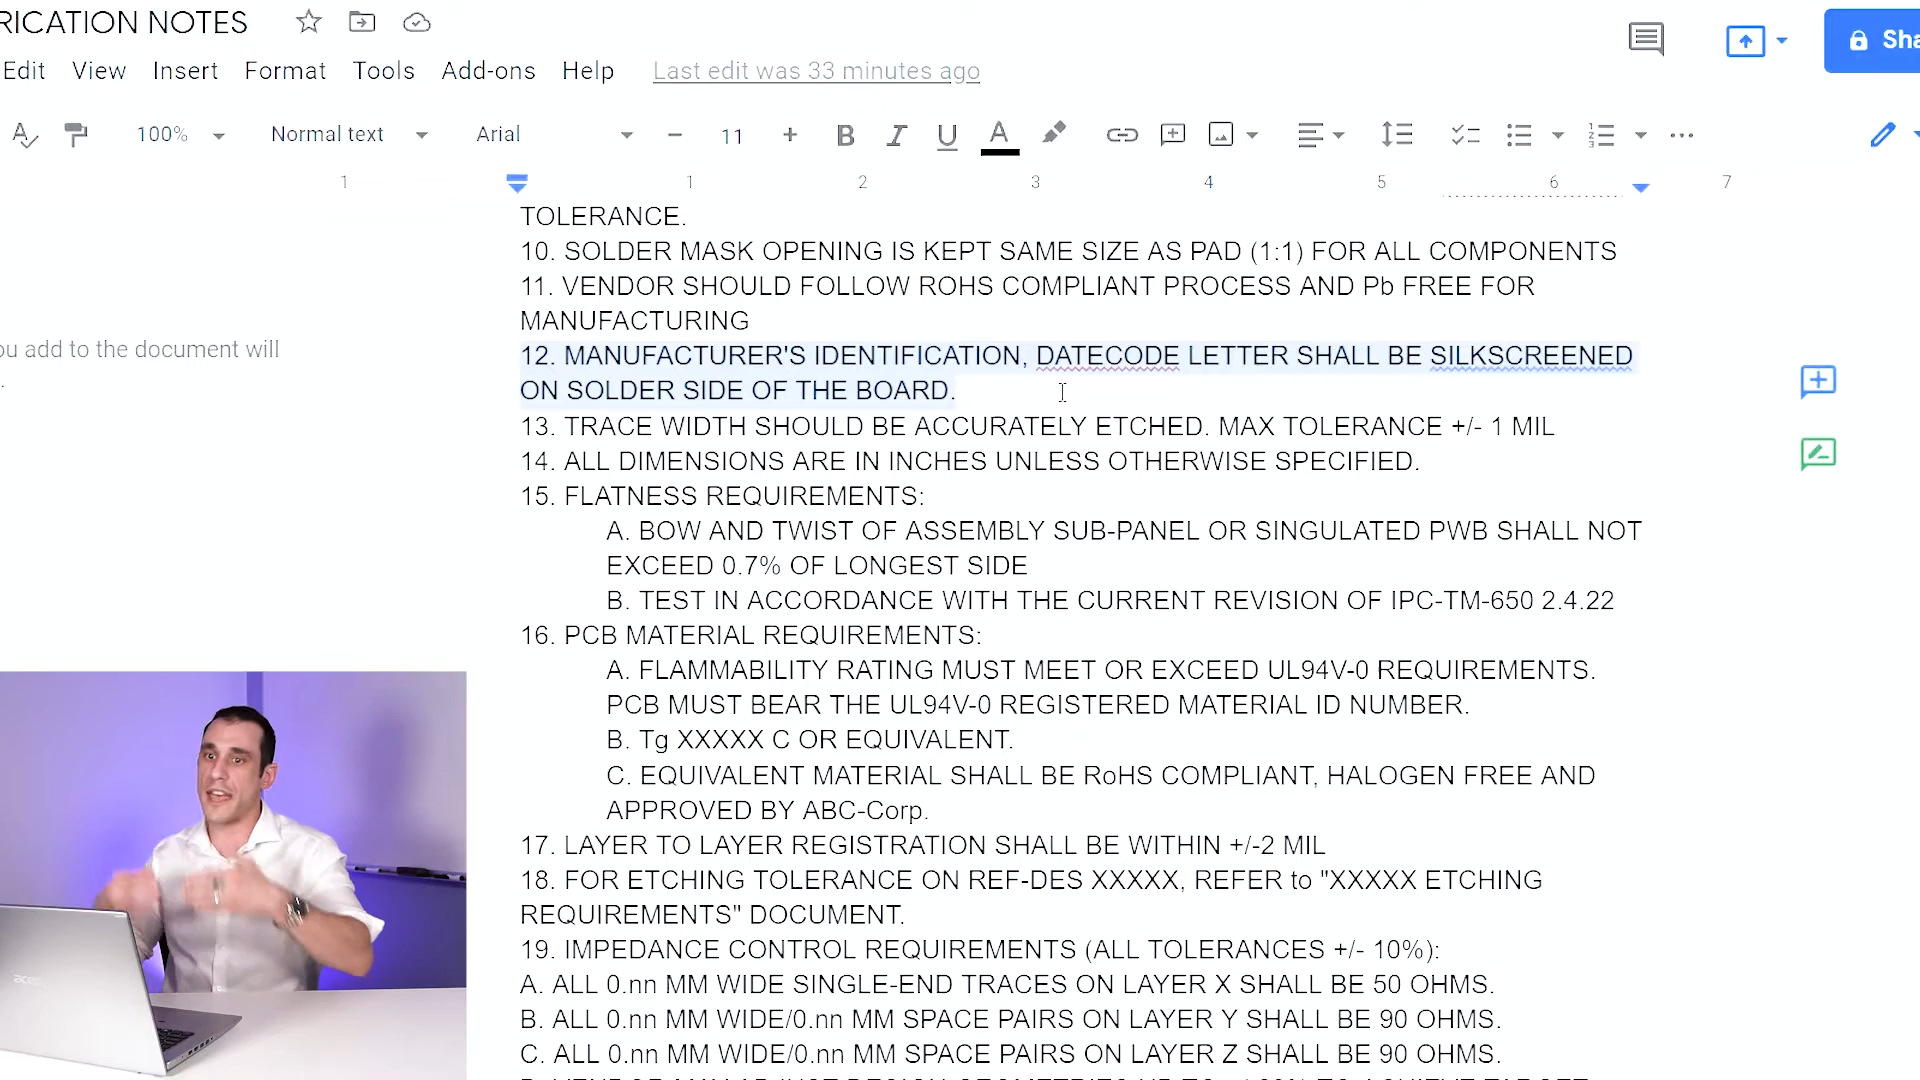 RICATION NOTES
Sha
Edit View Insert Format Tools Add-ons Help Last edit was 33 minutes ago
100% Normal text Arial 11
1 1 2 3 4 5 6 7
TOLERANCE.
10. SOLDER MASK OPENING IS KEPT SAME SIZE AS PAD (1:1) FOR ALL COMPONENTS
11. VENDOR SHOULD FOLLOW ROHS COMPLIANT PROCESS AND Pb FREE FOR
MANUFACTURING
ou add to the document will
12. MANUFACTURER'S IDENTIFICATION, DATECODE LETTER SHALL BE SILKSCREENED
ON SOLDER SIDE OF THE BOARD.
13. TRACE WIDTH SHOULD BE ACCURATELY ETCHED. MAX TOLERANCE +/- 1 MIL
14. ALL DIMENSIONS ARE IN INCHES UNLESS OTHERWISE SPECIFIED.
15. FLATNESS REQUIREMENTS:
A. BOW AND TWIST OF ASSEMBLY SUB-PANEL OR SINGULATED PWB SHALL NOT
EXCEED 0.7% OF LONGEST SIDE
B. TEST IN ACCORDANCE WITH THE CURRENT REVISION OF IPC-TM-650 2.4.22
16. PCB MATERIAL REQUIREMENTS:
A. FLAMMABILITY RATING MUST MEET OR EXCEED UL94V-0 REQUIREMENTS.
PCB MUST BEAR THE UL94V-0 REGISTERED MATERIAL ID NUMBER.
B. Tg XXXXX C OR EQUIVALENT.
C. EQUIVALENT MATERIAL SHALL BE RoHS COMPLIANT, HALOGEN FREE AND
APPROVED BY ABC-Corp.
17. LAYER TO LAYER REGISTRATION SHALL BE WITHIN +/-2 MIL
18. FOR ETCHING TOLERANCE ON REF-DES XXXXX, REFER to "XXXXX ETCHING
REQUIREMENTS" DOCUMENT.
19. IMPEDANCE CONTROL REQUIREMENTS (ALL TOLERANCES +/- 10%):
A. ALL 0.nn MM WIDE SINGLE-END TRACES ON LAYER X SHALL BE 50 OHMS.
B. ALL 0.nn MM WIDE/0.nn MM SPACE PAIRS ON LAYER Y SHALL BE 90 OHMS.
C. ALL 0.nn MM WIDE/0.nn MM SPACE PAIRS ON LAYER Z SHALL BE 90 OHMS.
acer